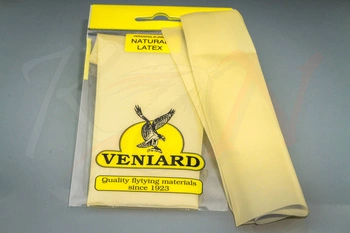 NATURAL
LATEX
VENIARD
Quality flytying materials
since 1923